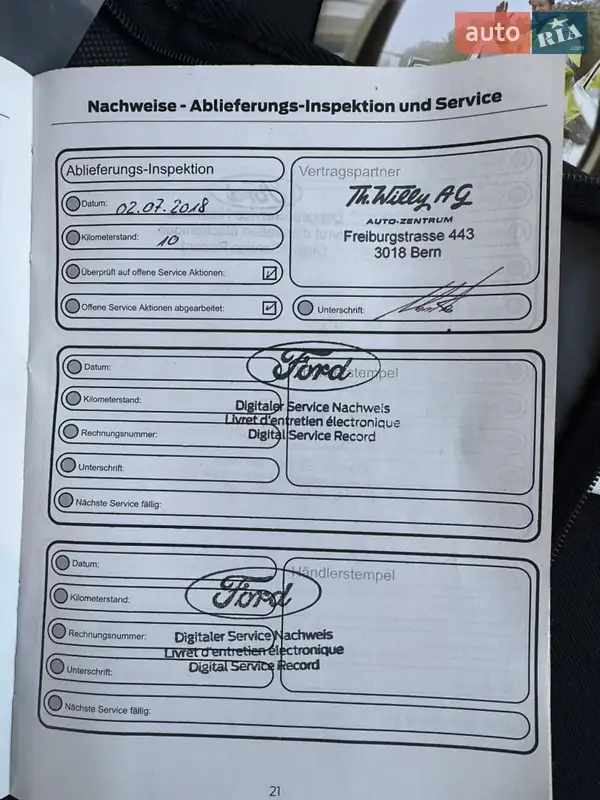 auto RIA .com
Nachweise - Ablieferungs-Inspektion und Service
Ablieferungs-Inspektion
Datum: 02.07.2018
Kilometerstand: 10
Überprüft auf offene Service Aktionen:
Offene Service Aktionen abgearbeitet:
Vertragspartner
Th. Willy AG
AUTO-ZENTRUM
Freiburgstrasse 443
3018 Bern
Unterschrift:
Datum:
Kilometerstand:
Rechnungsnummer:
Unterschrift:
Nächste Service fällig:
stempel
Ford
Digitaler Service Nachweis
Livret d'entretien électronique
Digital Service Record
Datum:
Kilometerstand:
Rechnungsnummer:
Unterschrift:
Nächste Service fällig:
Händlerstempel
Ford
Digitaler Service Nachweis
Livret d'entretien électronique
Digital Service Record
21